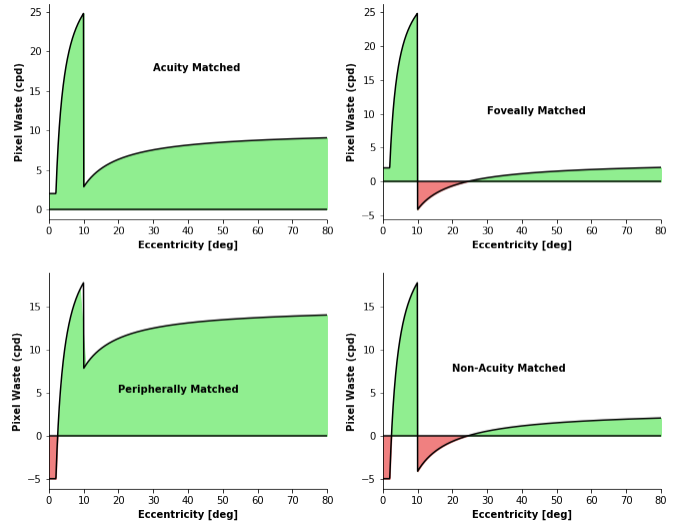 25
20
15
10
5
0
Pixel Waste (cpd)
Acuity Matched
0 10 20 30 40 50 60 70 80
Eccentricity [deg]
25
20
15
10
5
0
−5
Pixel Waste (cpd)
Foveally Matched
0 10 20 30 40 50 60 70 80
Eccentricity [deg]
15
10
5
0
−5
Pixel Waste (cpd)
Peripherally Matched
0 10 20 30 40 50 60 70 80
Eccentricity [deg]
15
10
5
0
−5
Pixel Waste (cpd)
Non-Acuity Matched
0 10 20 30 40 50 60 70 80
Eccentricity [deg]